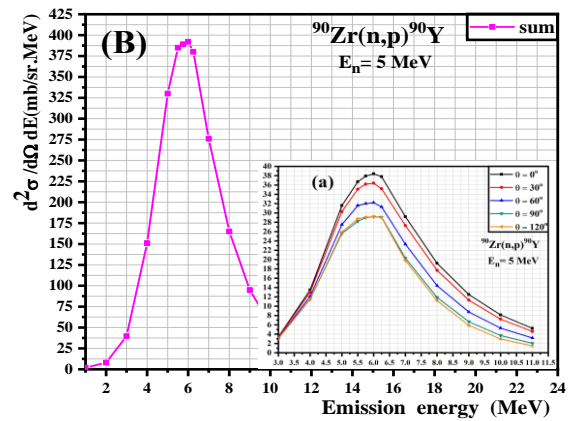 (B)
⁹⁰Zr(n,p)⁹⁰Y
Eₙ= 5 MeV
sum
d²σ/dΩ dE(mb/sr.MeV)
425
400
375
350
325
300
275
250
225
200
175
150
125
100
75
50
25
0
2 4 6 8 10 12 14 16 18 20 22 24
Emission energy (MeV)
(a)
θ = 0°
θ = 30°
θ = 60°
θ = 90°
θ = 120°
⁹⁰Zr(n,p)⁹⁰Y
Eₙ= 5 MeV
38
36
34
32
30
28
26
24
22
20
18
16
14
12
10
8
6
4
2
0
3.0 3.5 4.0 4.5 5.0 5.5 6.0 6.5 7.0 7.5 8.0 8.5 9.0 9.5 10.0 10.5 11.0 11.5